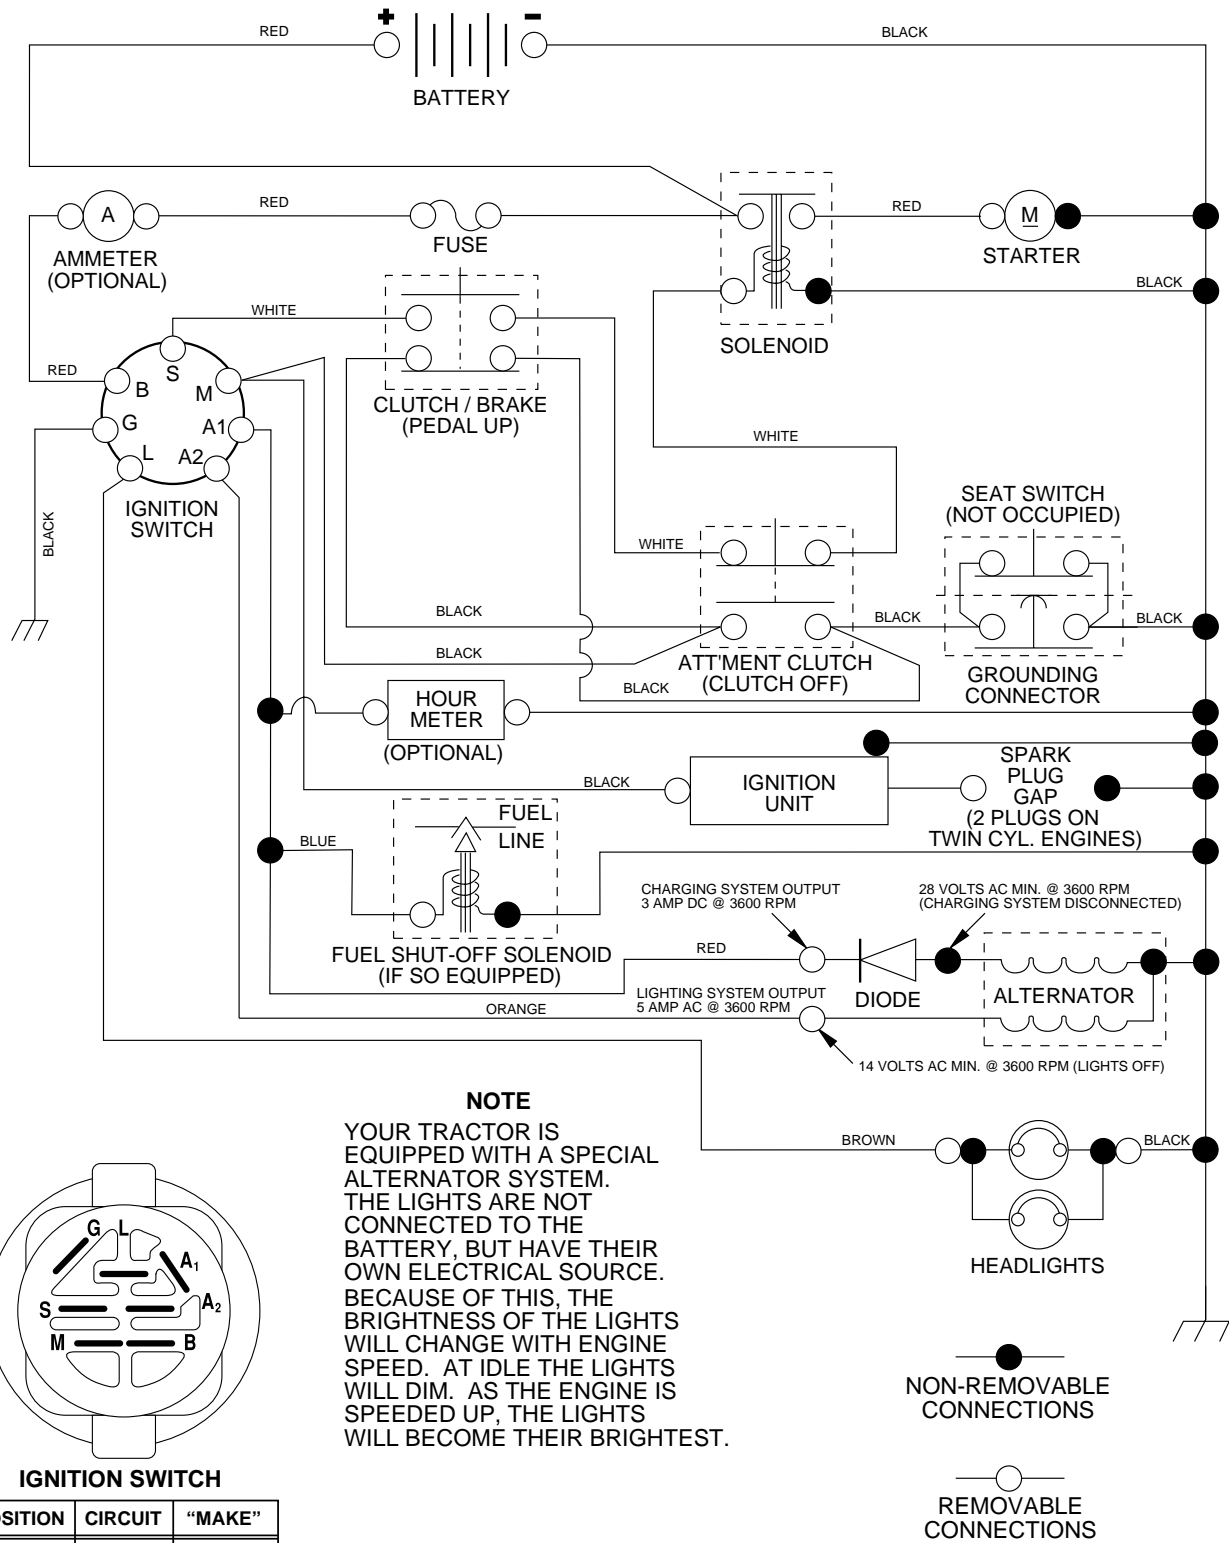 + −
RED
BLACK
BATTERY
A
RED
FUSE
RED
M
STARTER
AMMETER
(OPTIONAL)
BLACK
WHITE
SOLENOID
RED
B
S
M
G
A1
L
A2
CLUTCH / BRAKE
(PEDAL UP)
WHITE
IGNITION
SWITCH
BLACK
SEAT SWITCH
(NOT OCCUPIED)
WHITE
BLACK
BLACK
BLACK
BLACK
ATT'MENT CLUTCH
(CLUTCH OFF)
BLACK
GROUNDING
CONNECTOR
HOUR
METER
(OPTIONAL)
BLACK
IGNITION
UNIT
SPARK
PLUG
GAP
(2 PLUGS ON
TWIN CYL. ENGINES)
FUEL
LINE
BLUE
FUEL SHUT-OFF SOLENOID
(IF SO EQUIPPED)
CHARGING SYSTEM OUTPUT
3 AMP DC @ 3600 RPM
28 VOLTS AC MIN. @ 3600 RPM
(CHARGING SYSTEM DISCONNECTED)
RED
DIODE
ALTERNATOR
LIGHTING SYSTEM OUTPUT
5 AMP AC @ 3600 RPM
ORANGE
14 VOLTS AC MIN. @ 3600 RPM (LIGHTS OFF)
BROWN
BLACK
HEADLIGHTS
NOTE
YOUR TRACTOR IS
EQUIPPED WITH A SPECIAL
ALTERNATOR SYSTEM.
THE LIGHTS ARE NOT
CONNECTED TO THE
BATTERY, BUT HAVE THEIR
OWN ELECTRICAL SOURCE.
BECAUSE OF THIS, THE
BRIGHTNESS OF THE LIGHTS
WILL CHANGE WITH ENGINE
SPEED. AT IDLE THE LIGHTS
WILL DIM. AS THE ENGINE IS
SPEEDED UP, THE LIGHTS
WILL BECOME THEIR BRIGHTEST.
G L
A1
S
A2
M B
IGNITION SWITCH
OSITION CIRCUIT “MAKE”
NON-REMOVABLE
CONNECTIONS
REMOVABLE
CONNECTIONS